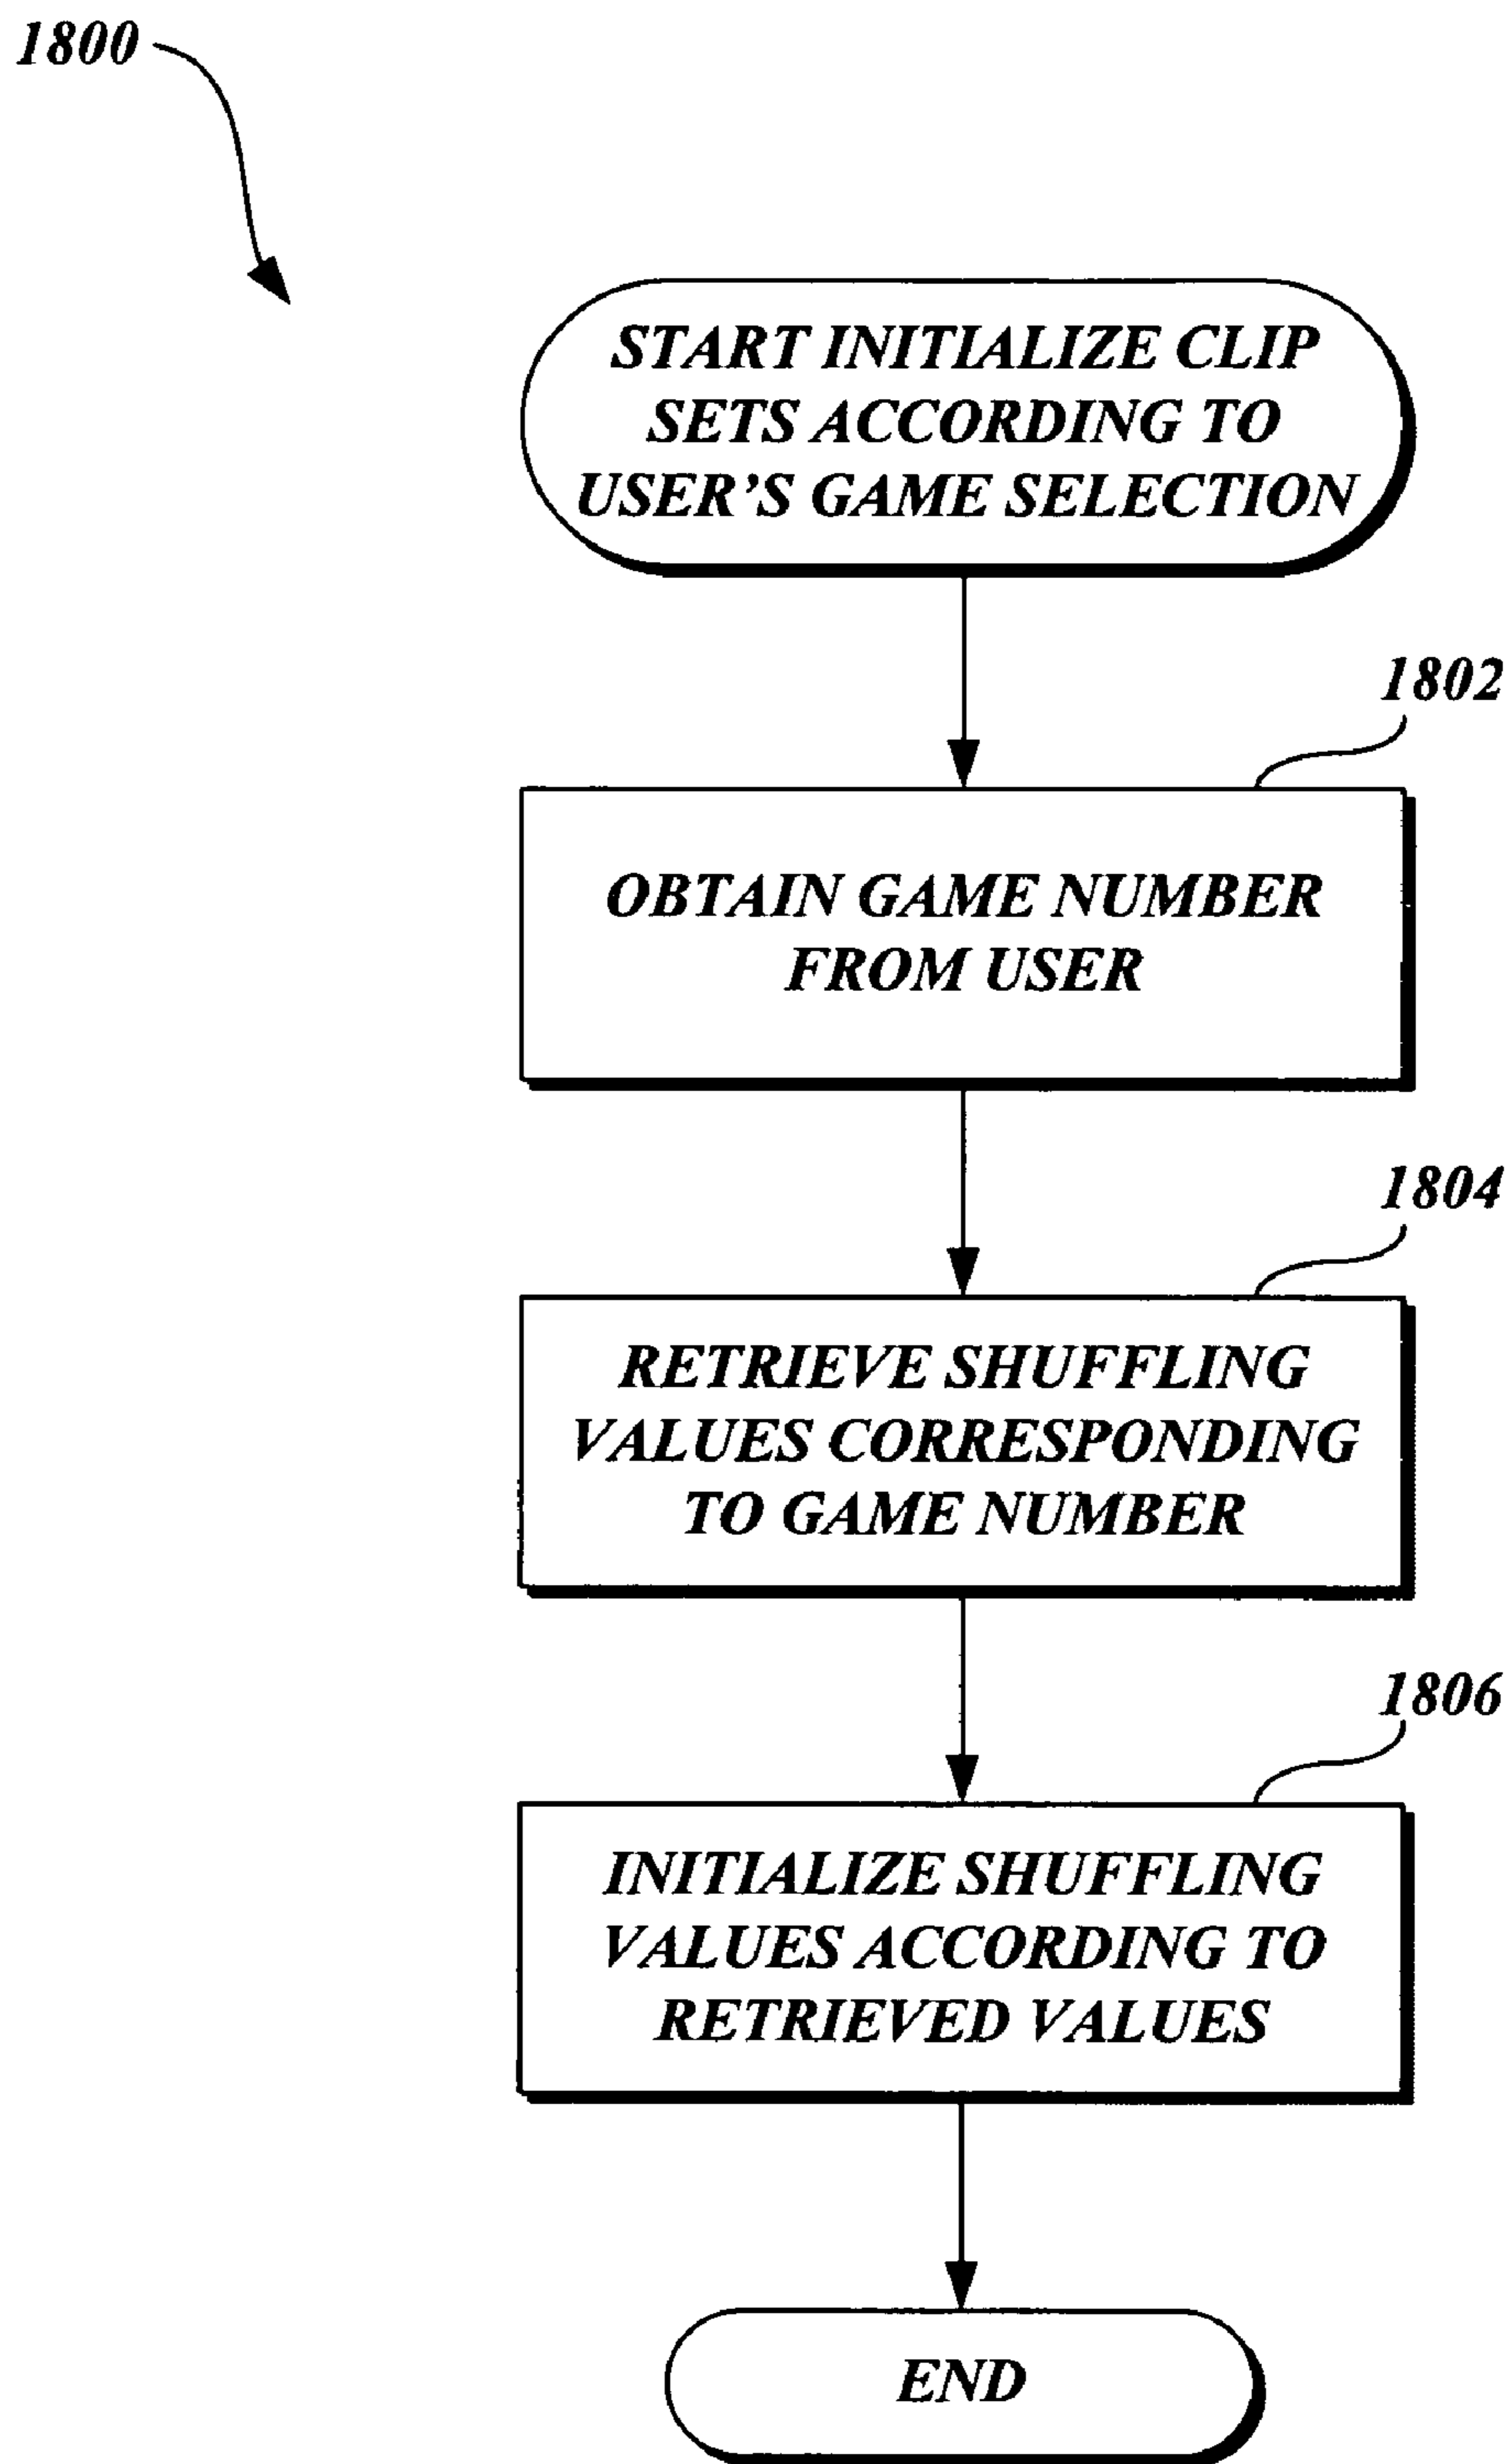 1800
START INITIALIZE CLIP
SETS ACCORDING TO
USER'S GAME SELECTION
1802
OBTAIN GAME NUMBER
FROM USER
1804
RETRIEVE SHUFFLING
VALUES CORRESPONDING
TO GAME NUMBER
1806
INITIALIZE SHUFFLING
VALUES ACCORDING TO
RETRIEVED VALUES
END